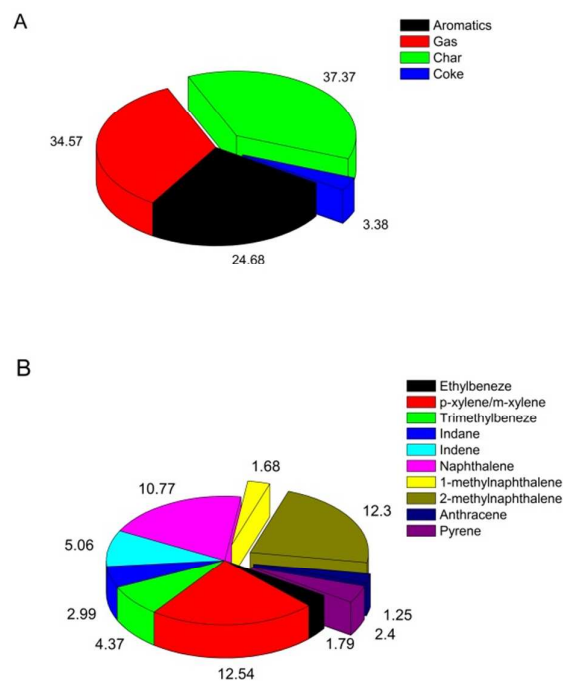 A
Aromatics
Gas
Char
Coke
37.37
34.57
3.38
24.68
B
Ethylbeneze
p-xylene/m-xylene
Trimethylbeneze
Indane
Indene
Naphthalene
1-methylnaphthalene
2-methylnaphthalene
Anthracene
Pyrene
1.68
10.77
12.3
5.06
2.99
1.25
2.4
4.37
1.79
12.54